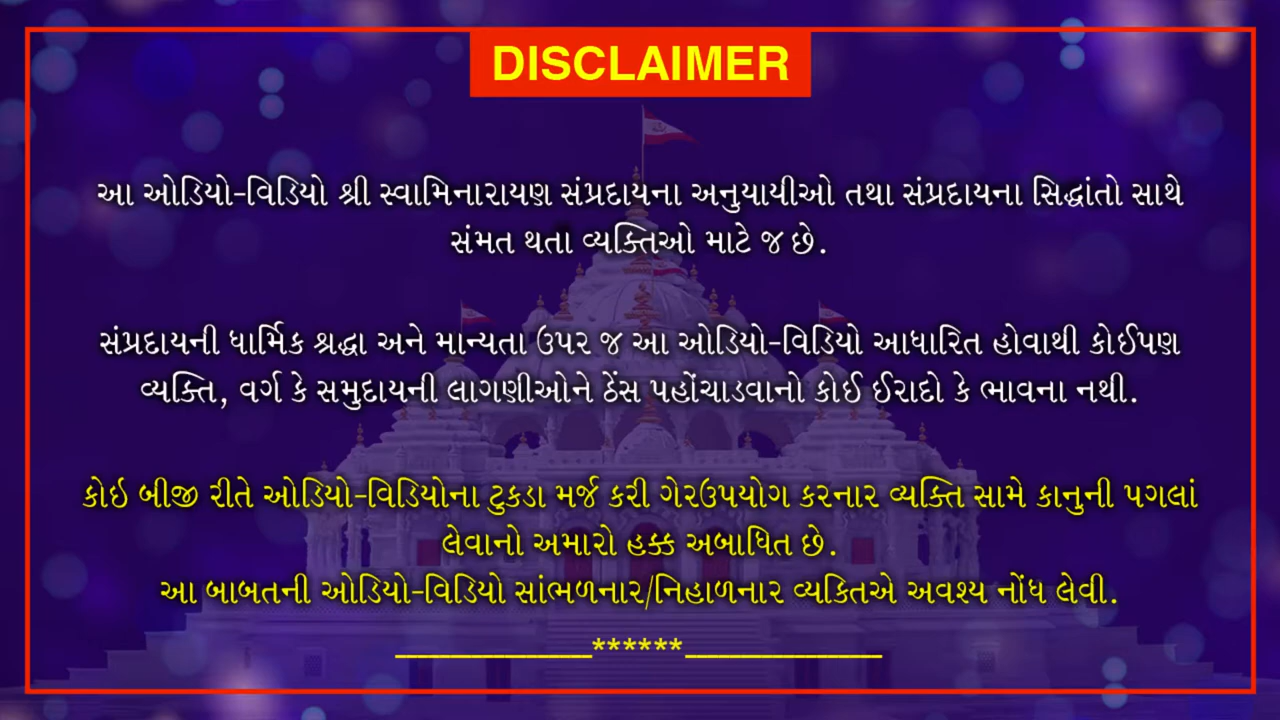 DISCLAIMER
આ ઓડિયો-વિડિયો શ્રી સ્વામિનારાયણ સંપ્રદાયના અનુયાયીઓ તથા સંપ્રદાયના સિદ્ધાંતો સાથે
સંમત થતા વ્યક્તિઓ માટે જ છે.
સંપ્રદાયની ધાર્મિક શ્રદ્ધા અને માન્યતા ઉપર જ આ ઓડિયો-વિડિયો આધારિત હોવાથી કોઈપણ
વ્યક્તિ, વર્ગ કે સમુદાયની લાગણીઓને ઠેંસ પહોંચાડવાનો કોઈ ઈરાદો કે ભાવના નથી.
કોઇ બીજી રીતે ઓડિયો-વિડિયોના ટુકડા મર્જ કરી ગેરઉપયોગ કરનાર વ્યક્તિ સામે કાનુની પગલાં
લેવાનો અમારો હક્ક અબાધિત છે.
આ બાબતની ઓડિયો-વિડિયો સાંભળનાર/નિહાળનાર વ્યકિતએ અવશ્ય નોંધ લેવી.
______________******______________